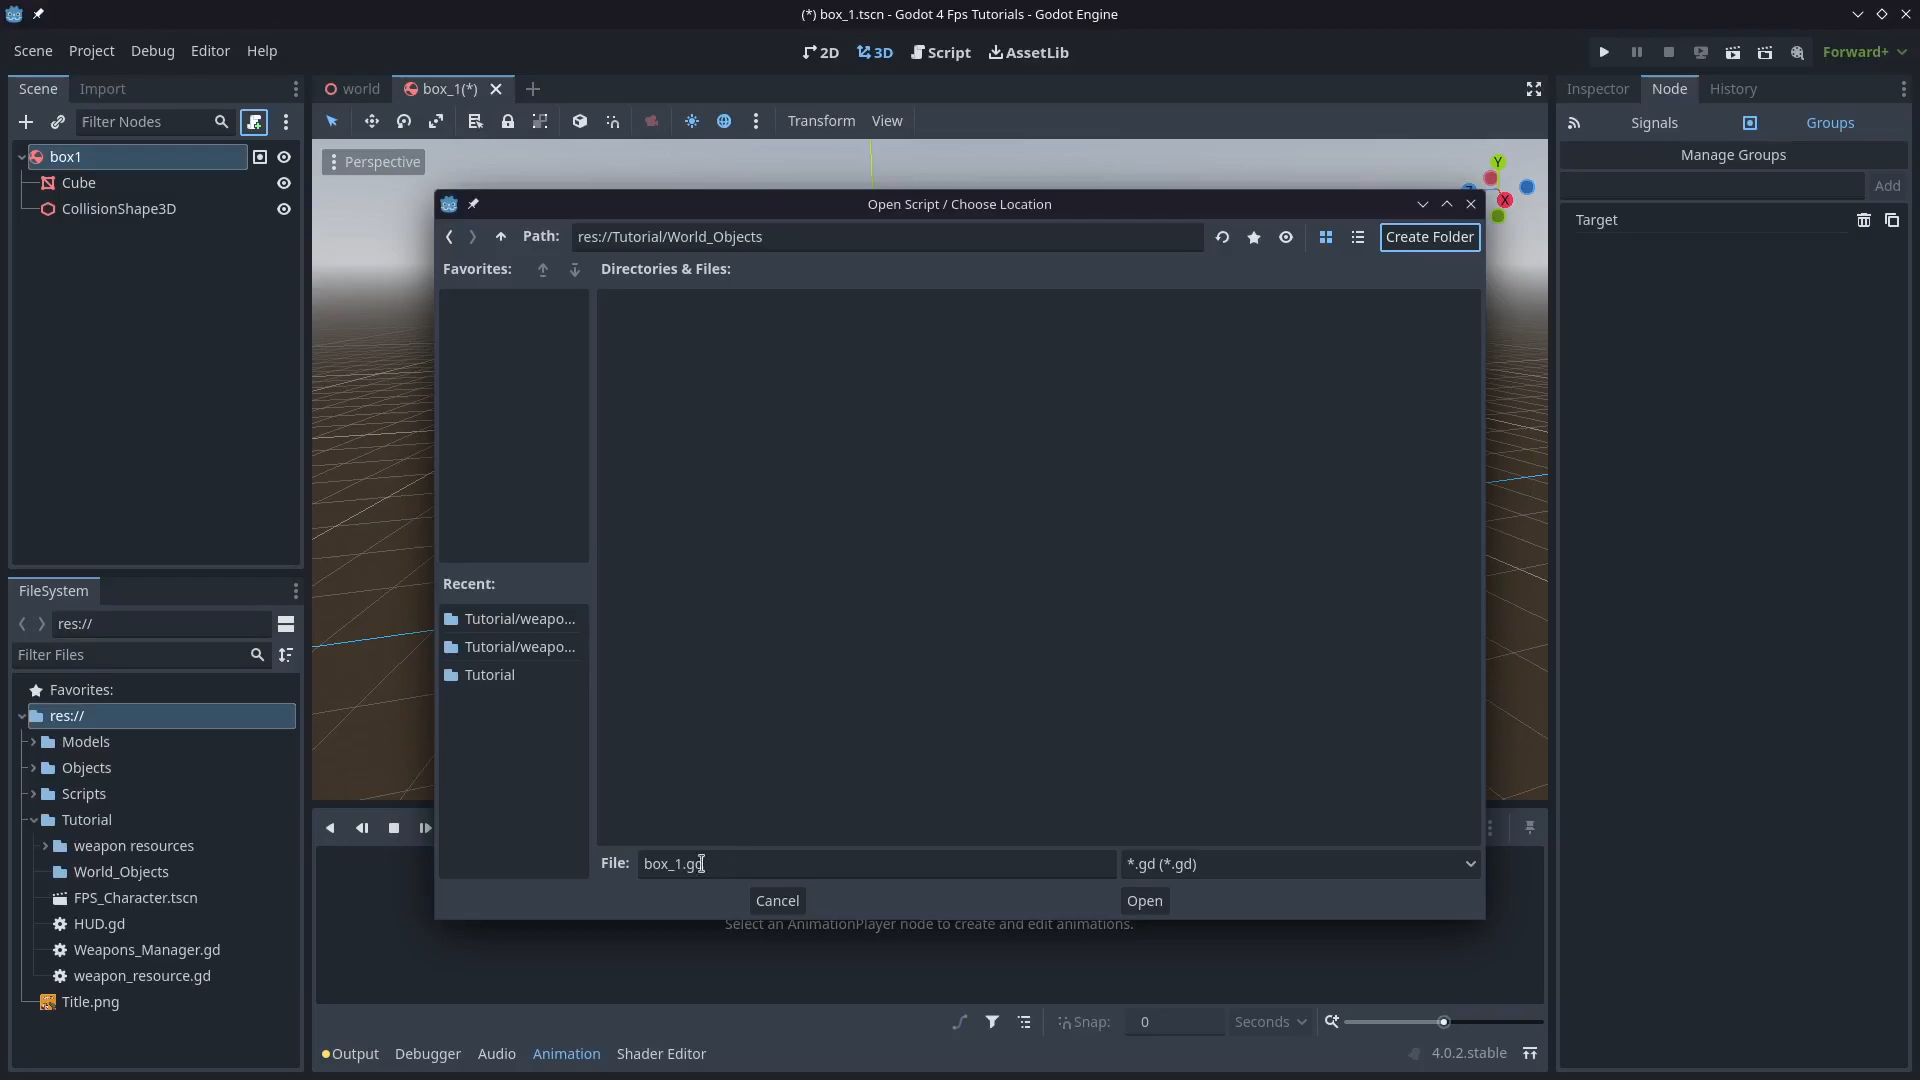 (*) box_1.tscn - Godot 4 Fps Tutorials - Godot Engine
Scene Project Debug Editor Help
2D 3D Script AssetLib
Forward+
Scene Import
world box_1(*)
Inspector Node History
Filter Nodes
Transform View
Signals Groups
Manage Groups
Add
Target
box1
Cube
CollisionShape3D
Perspective
Y
X
Open Script / Choose Location
Path: res://Tutorial/World_Objects Create Folder
Favorites: Directories & Files:
Recent:
Tutorial/weapo...
Tutorial/weapo...
Tutorial
File: box_1.gd *.gd (*.gd)
Cancel Open
FileSystem
res://
Filter Files
Favorites:
res://
Models
Objects
Scripts
Tutorial
weapon resources
World_Objects
FPS_Character.tscn
HUD.gd
Weapons_Manager.gd
weapon_resource.gd
Title.png
Select an AnimationPlayer node to create and edit animations.
Snap: 0 Seconds
Output Debugger Audio Animation Shader Editor 4.0.2.stable